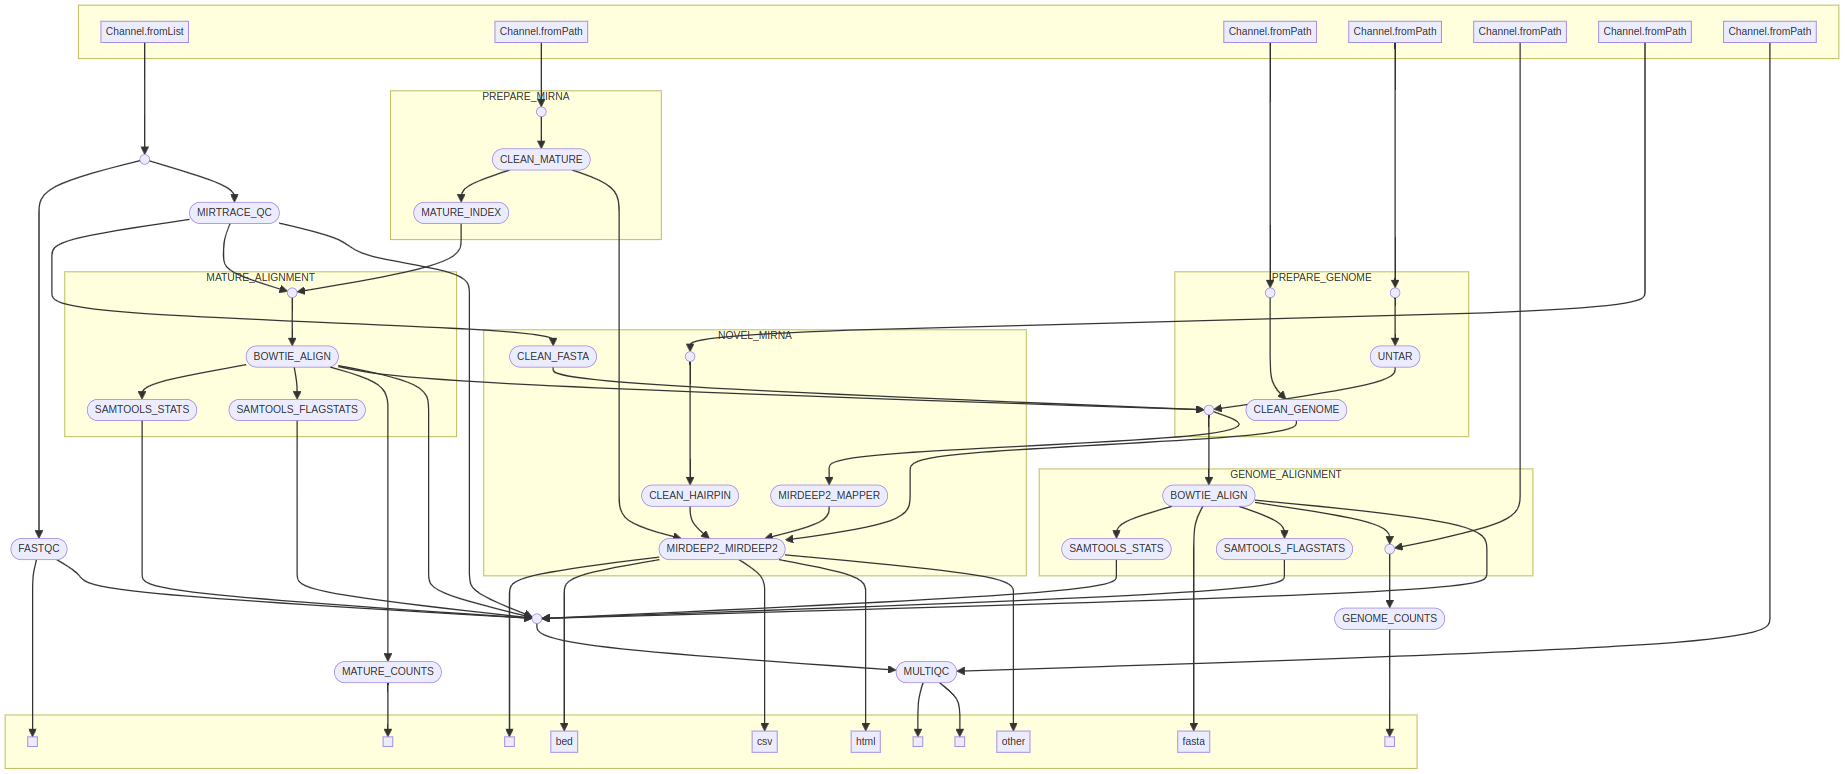 Channel.fromList
Channel.fromPath
Channel.fromPath
Channel.fromPath
Channel.fromPath
Channel.fromPath
Channel.fromPath
PREPARE_MIRNA
CLEAN_MATURE
MIRTRACE_QC
MATURE_INDEX
MATURE_ALIGNMENT
PREPARE_GENOME
NOVEL_MIRNA
BOWTIE_ALIGN
CLEAN_FASTA
UNTAR
SAMTOOLS_STATS
SAMTOOLS_FLAGSTATS
CLEAN_GENOME
GENOME_ALIGNMENT
CLEAN_HAIRPIN
MIRDEEP2_MAPPER
BOWTIE_ALIGN
FASTQC
MIRDEEP2_MIRDEEP2
SAMTOOLS_STATS
SAMTOOLS_FLAGSTATS
GENOME_COUNTS
MATURE_COUNTS
MULTIQC
bed
csv
html
other
fasta